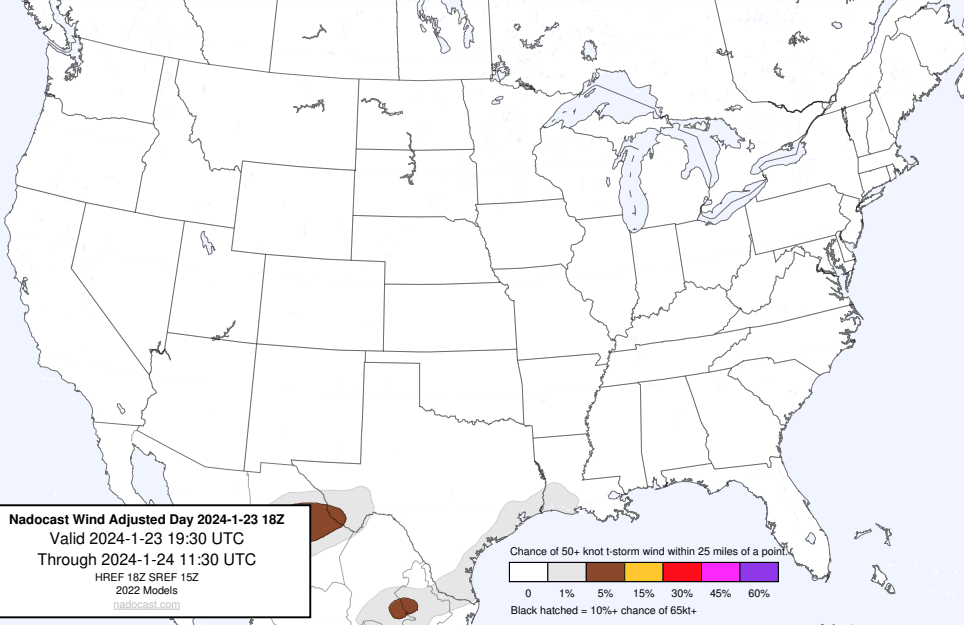 Nadocast Wind Adjusted Day 2024-1-23 18Z
Valid 2024-1-23 19:30 UTC
Through 2024-1-24 11:30 UTC
HREF 18Z SREF 15Z
2022 Models
nadocast.com
Chance of 50+ knot t-storm wind within 25 miles of a point.
0 1% 5% 15% 30% 45% 60%
Black hatched = 10%+ chance of 65kt+